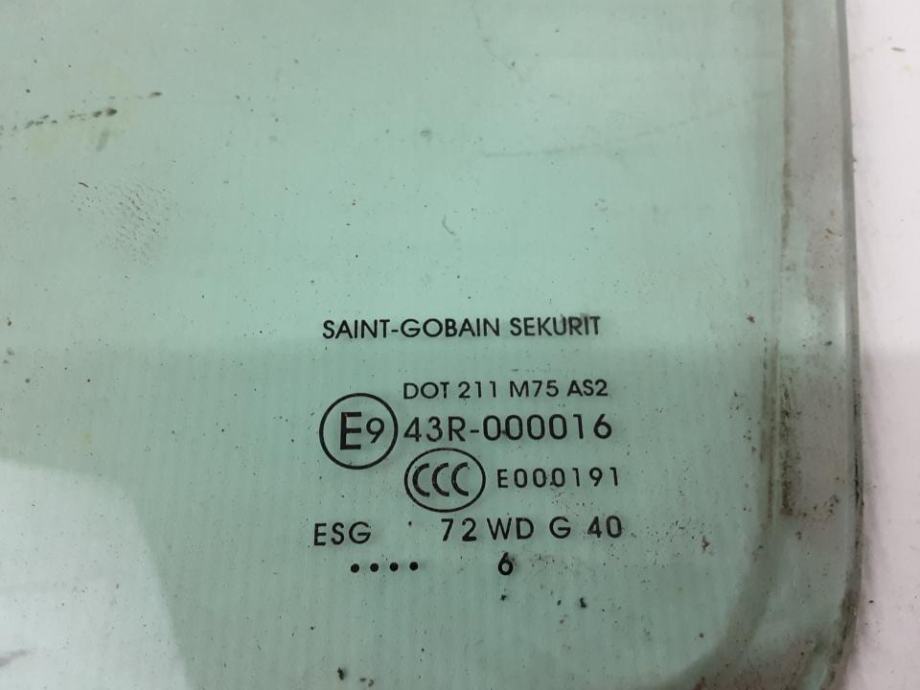 SAINT-GOBAIN SEKURIT
DOT 211 M75 AS2
E9 43R-000016
CCC E000191
ESG 72 WD G 40
.... 6